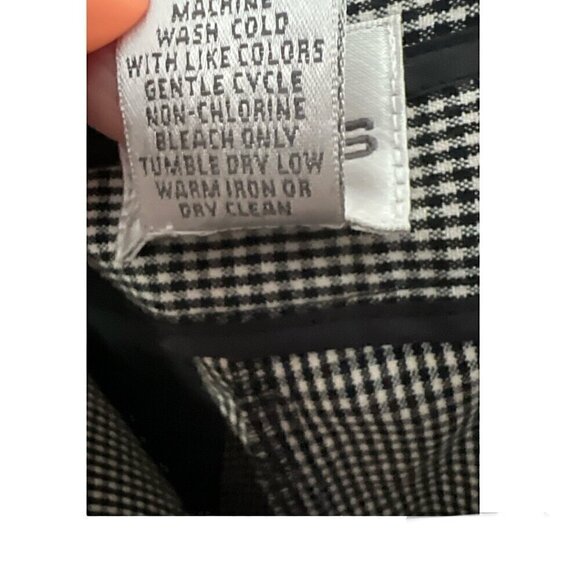 MACHINE
WASH COLD
WITH LIKE COLORS
GENTLE CYCLE
NON-CHLORINE
BLEACH ONLY
TUMBLE DRY LOW
WARM IRON OR
DRY CLEAN